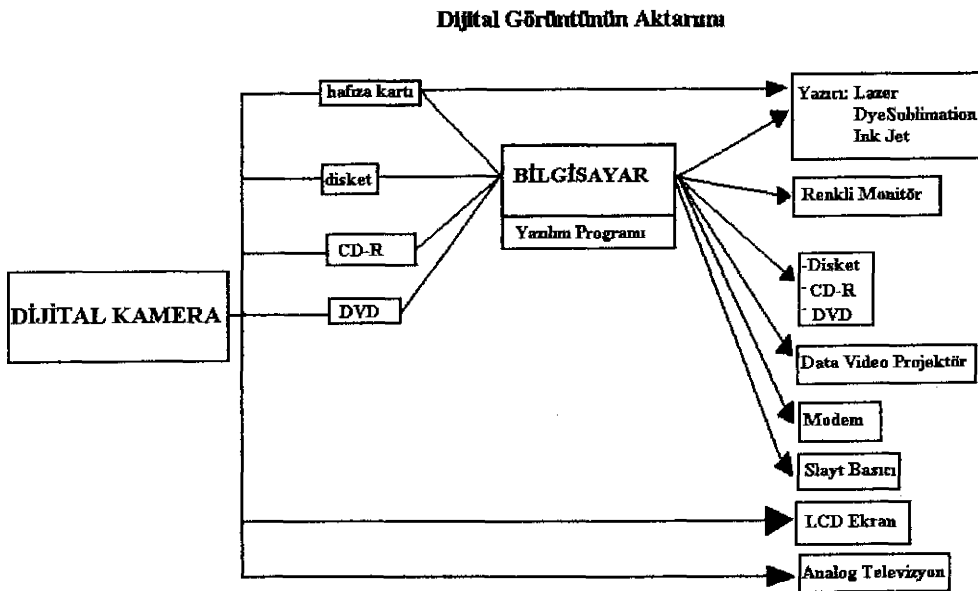 Dijital Görüntünün Aktarımı
hafıza kartı
disket
CD-R
DVD
DİJİTAL KAMERA
BİLGİSAYAR
Yazılım Programı
Yazıcı: Lazer
DyeSublimation
Ink Jet
Renkli Monitör
-Disket
-CD-R
-DVD
Data Video Projektör
Modem
Slayt Basıcı
LCD Ekran
Analog Televizyon